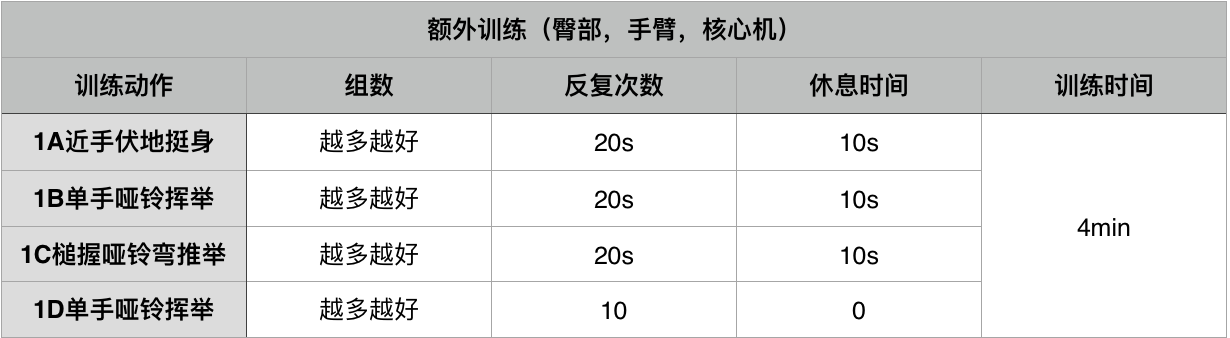 额外训练（臀部，手臂，核心机）
训练动作 组数 反复次数 休息时间 训练时间
1A近手伏地挺身 越多越好 20s 10s
1B单手哑铃挥举 越多越好 20s 10s
4min
1C槌握哑铃弯推举 越多越好 20s 10s
1D单手哑铃挥举 越多越好 10 0